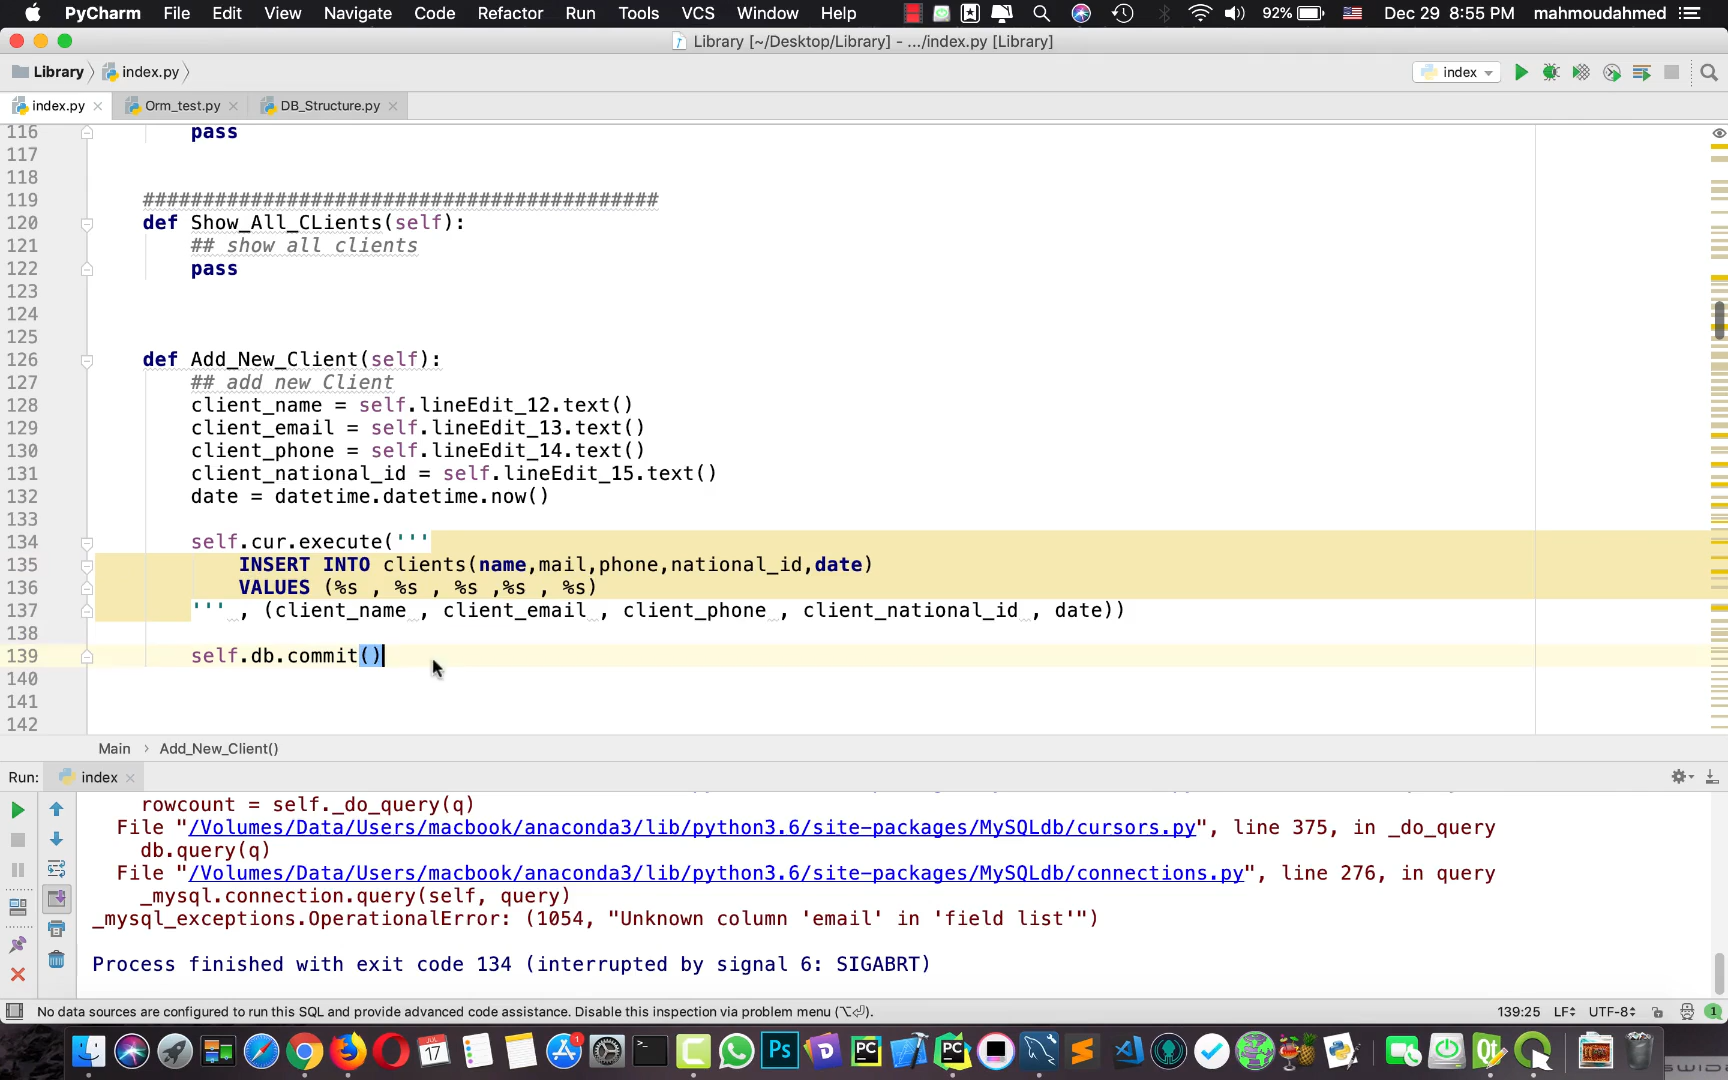 PyCharm File Edit View Navigate Code Refactor Run Tools VCS Window Help 92% Dec 29 8:55 PM mahmoudahmed
Library [~/Desktop/Library] - .../index.py [Library]
Library index.py index
index.py Orm_test.py DB_Structure.py
116 pass
117
118
119 ###########################################
120 def Show_All_CLients(self):
121 ## show all clients
122 pass
123
124
125
126 def Add_New_Client(self):
127 ## add new Client
128 client_name = self.lineEdit_12.text()
129 client_email = self.lineEdit_13.text()
130 client_phone = self.lineEdit_14.text()
131 client_national_id = self.lineEdit_15.text()
132 date = datetime.datetime.now()
133
134 self.cur.execute('''
135 INSERT INTO clients(name,mail,phone,national_id,date)
136 VALUES (%s , %s , %s ,%s , %s)
137 ''' , (client_name , client_email , client_phone , client_national_id , date))
138
139 self.db.commit()
140
141
142
Main › Add_New_Client()
Run: index
rowcount = self._do_query(q)
File "/Volumes/Data/Users/macbook/anaconda3/lib/python3.6/site-packages/MySQLdb/cursors.py", line 375, in _do_query
db.query(q)
File "/Volumes/Data/Users/macbook/anaconda3/lib/python3.6/site-packages/MySQLdb/connections.py", line 276, in query
_mysql.connection.query(self, query)
_mysql_exceptions.OperationalError: (1054, "Unknown column 'email' in 'field list'")
Process finished with exit code 134 (interrupted by signal 6: SIGABRT)
No data sources are configured to run this SQL and provide advanced code assistance. Disable this inspection via problem menu (⌥⏎). 139:25 LF UTF-8 1
JUL 17 1 Ps PC PC Qt